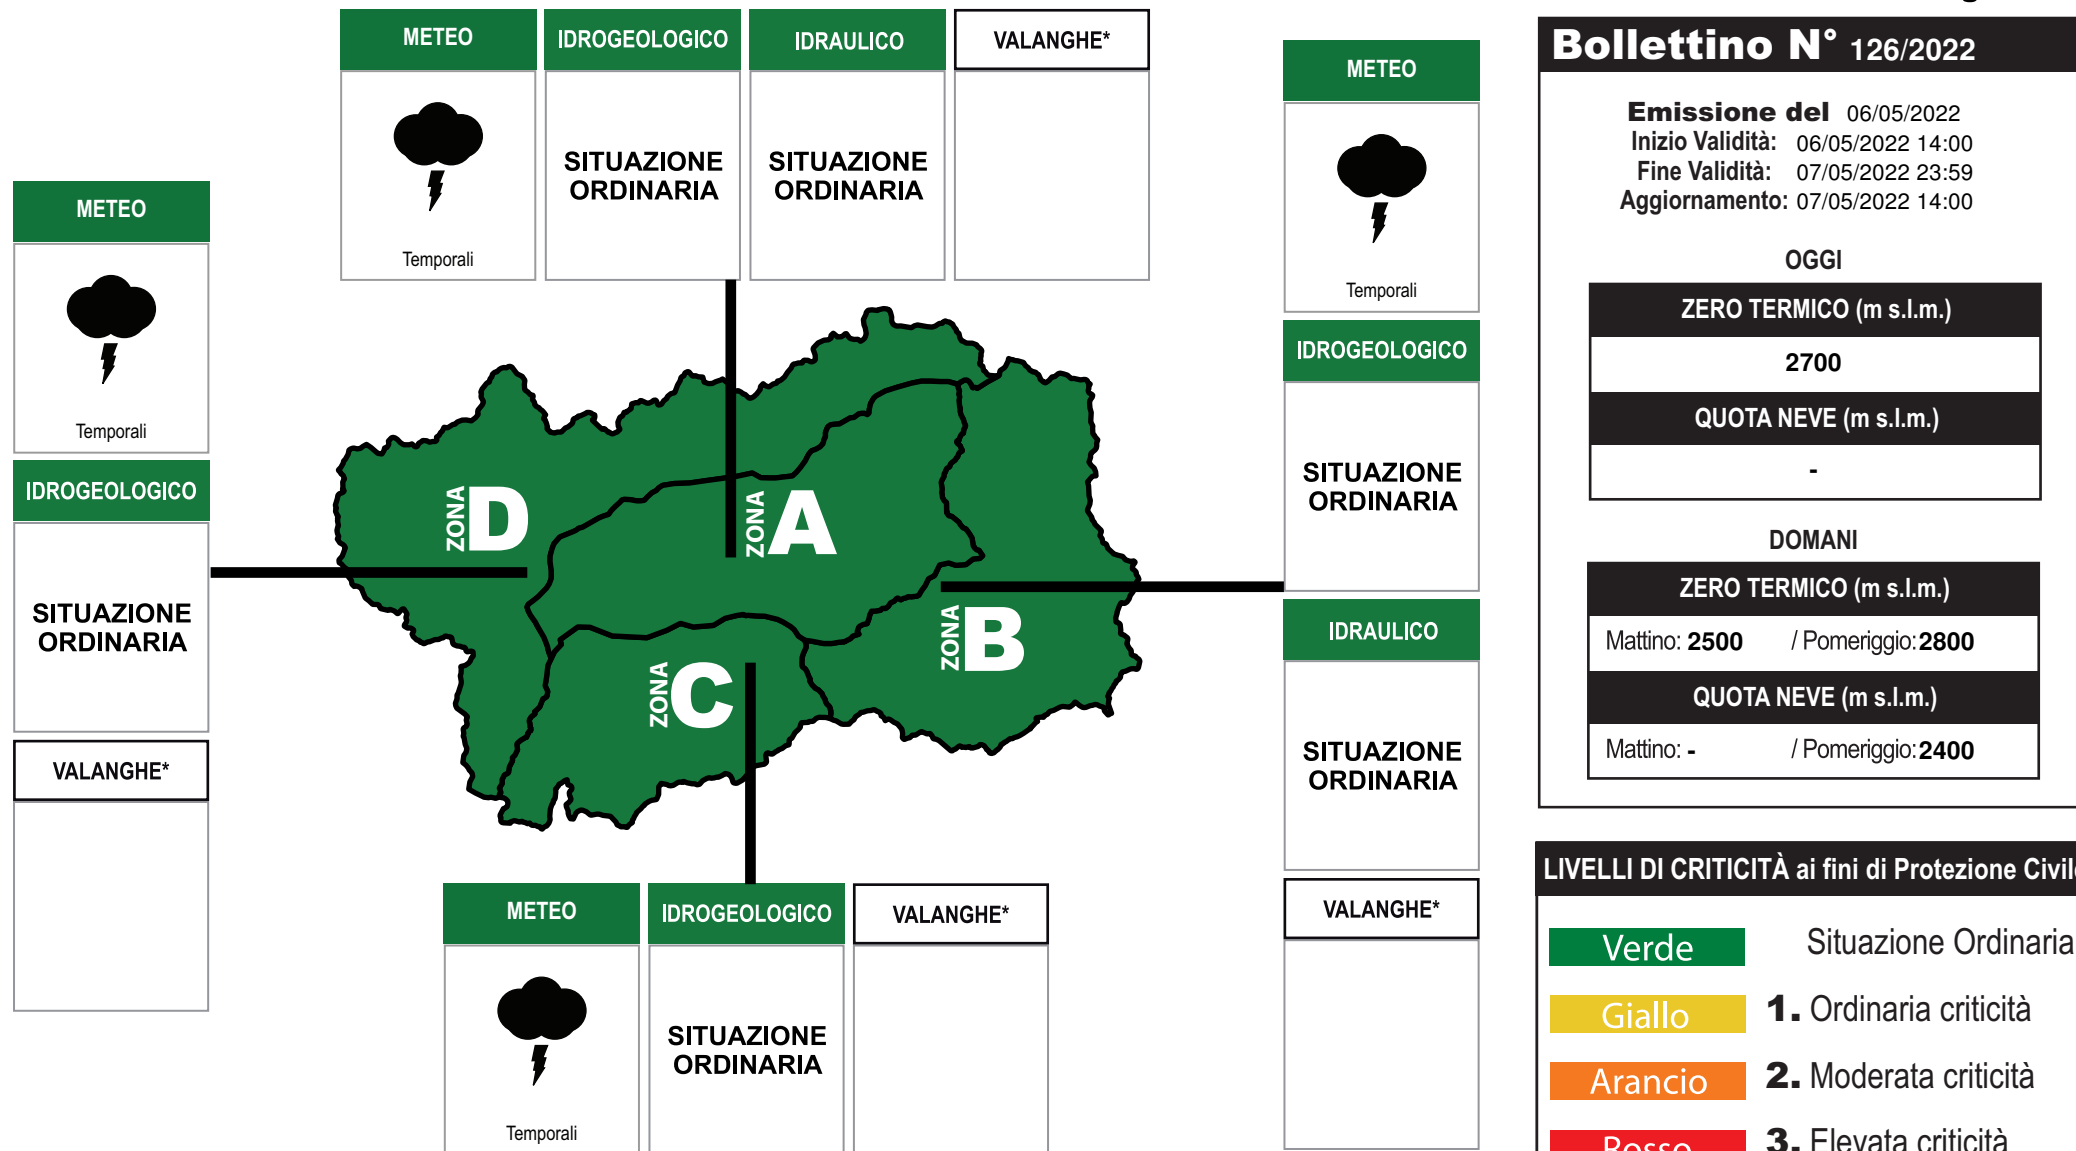 METEO
IDROGEOLOGICO
IDRAULICO
VALANGHE*
Temporali
SITUAZIONE
ORDINARIA
SITUAZIONE
ORDINARIA
METEO
Temporali
IDROGEOLOGICO
SITUAZIONE
ORDINARIA
VALANGHE*
ZONA D
ZONA A
ZONA B
ZONA C
METEO
Temporali
IDROGEOLOGICO
SITUAZIONE
ORDINARIA
IDRAULICO
SITUAZIONE
ORDINARIA
VALANGHE*
METEO
IDROGEOLOGICO
VALANGHE*
Temporali
SITUAZIONE
ORDINARIA
Bollettino N° 126/2022
Emissione del 06/05/2022
Inizio Validità: 06/05/2022 14:00
Fine Validità: 07/05/2022 23:59
Aggiornamento: 07/05/2022 14:00
OGGI
ZERO TERMICO (m s.l.m.)
2700
QUOTA NEVE (m s.l.m.)
-
DOMANI
ZERO TERMICO (m s.l.m.)
Mattino: 2500 / Pomeriggio: 2800
QUOTA NEVE (m s.l.m.)
Mattino: - / Pomeriggio: 2400
LIVELLI DI CRITICITÀ ai fini di Protezione Civile
Verde Situazione Ordinaria
Giallo 1. Ordinaria criticità
Arancio 2. Moderata criticità
Rosso 3. Elevata criticità